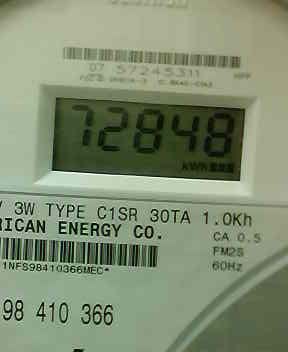 07 57245311
72848
kWh
V 3W TYPE C1SR 30TA 1.0Kh
RICAN ENERGY CO.
CA 0.5
FM2S
60Hz
1NFS98410366MEC*
98 410 366